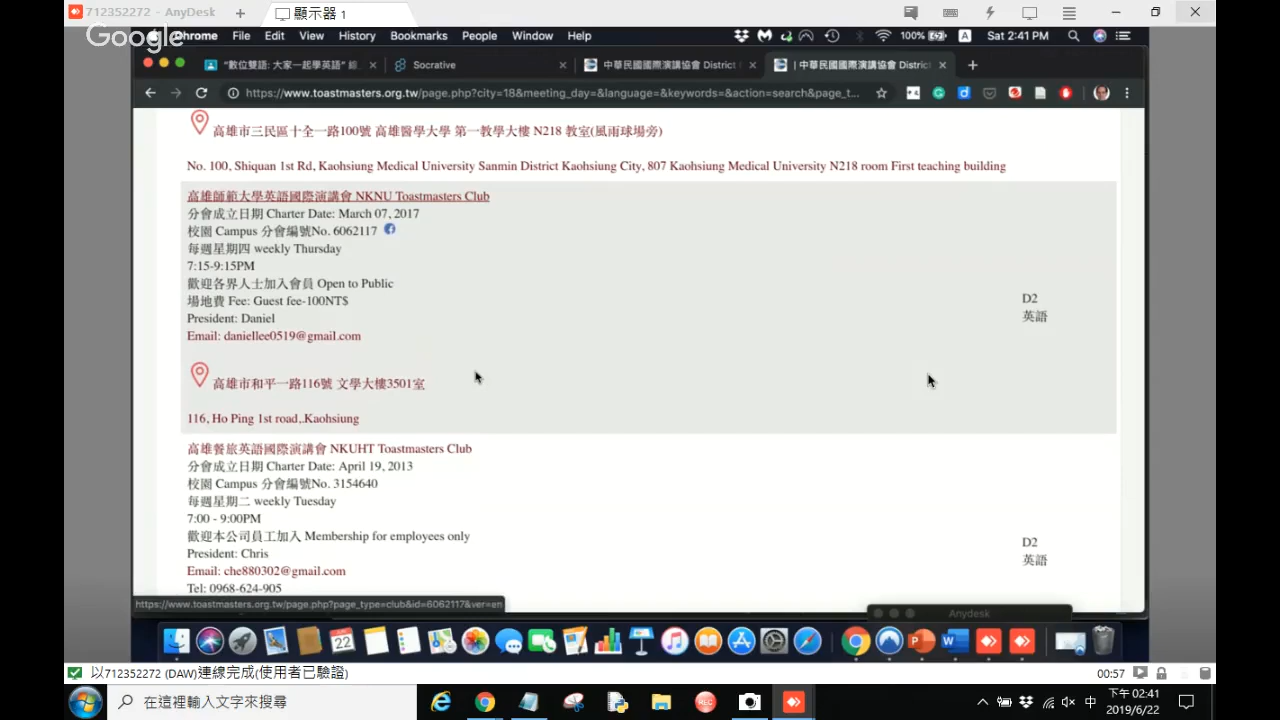 712352272 - AnyDesk
顯示器 1
Google
Chrome File Edit View History Bookmarks People Window Help
100% A Sat 2:41 PM
"數位雙語: 大家一起學英語"
Socrative
中華民國國際演講協會 District
| 中華民國國際演講協會 Distric
https://www.toastmasters.org.tw/page.php?city=18&meeting_day=&language=&keywords=&action=search&page_t...
高雄市三民區十全一路100號 高雄醫學大學 第一教學大樓 N218 教室(風雨球場旁)
No. 100, Shiquan 1st Rd, Kaohsiung Medical University Sanmin District Kaohsiung City, 807 Kaohsiung Medical University N218 room First teaching building
高雄師範大學英語國際演講會 NKNU Toastmasters Club
分會成立日期 Charter Date: March 07, 2017
校園 Campus 分會編號No. 6062117
每週星期四 weekly Thursday
7:15-9:15PM
歡迎各界人士加入會員 Open to Public
場地費 Fee: Guest fee-100NT$
President: Daniel
Email: daniellee0519@gmail.com
D2
英語
高雄市和平一路116號 文學大樓3501室
116, Ho Ping 1st road,.Kaohsiung
高雄餐旅英語國際演講會 NKUHT Toastmasters Club
分會成立日期 Charter Date: April 19, 2013
校園 Campus 分會編號No. 3154640
每週星期二 weekly Tuesday
7:00 - 9:00PM
歡迎本公司員工加入 Membership for employees only
President: Chris
Email: che880302@gmail.com
Tel: 0968-624-905
D2
英語
https://www.toastmasters.org.tw/page.php?page_type=club&id=6062117&ver=en
Anydesk
22
以712352272 (DAW)連線完成(使用者已驗證)
00:57
在這裡輸入文字來搜尋
REC
中
下午 02:41
2019/6/22